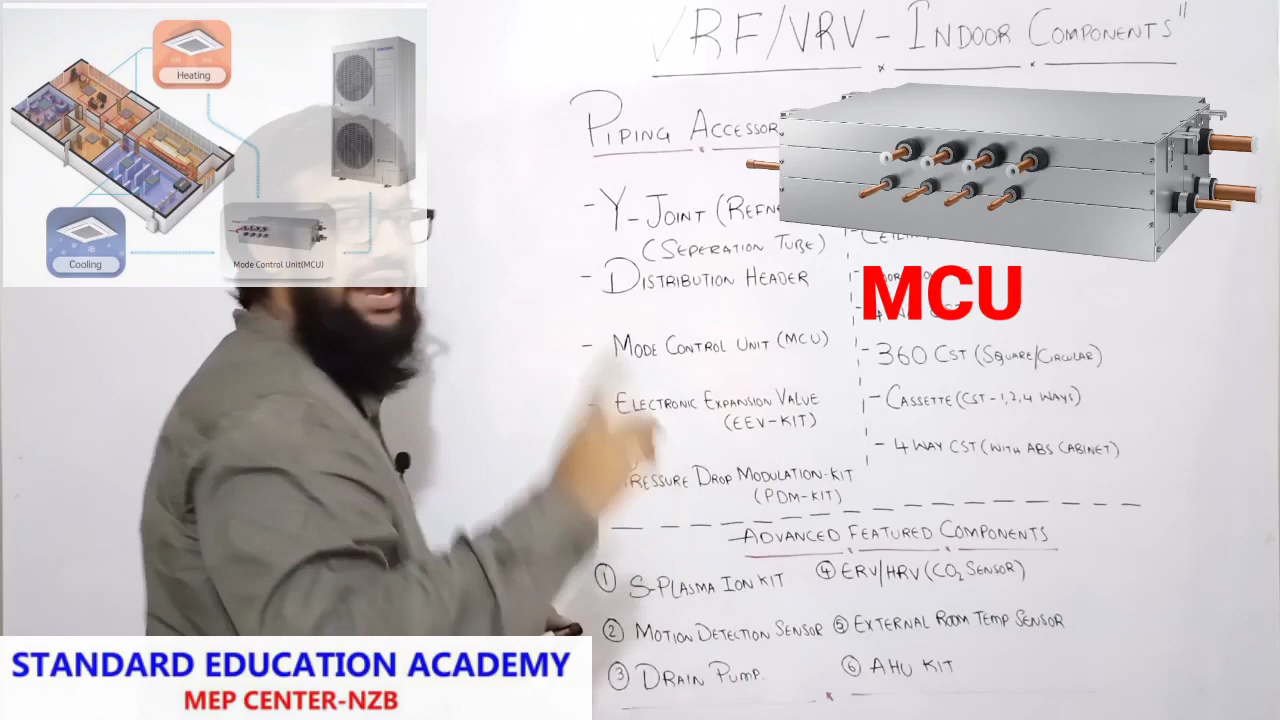 VRF/VRV - INDOOR COMPONENTS"
Heating
Cooling
Mode Control Unit(MCU)
PIPING ACCESSOR
- Y-JOINT (REFN
(SEPERATION TUBE)
- DISTRIBUTION HEADER
- MODE CONTROL UNIT (MCU)
- ELECTRONIC EXPANSION VALVE
(EEV-KIT)
PRESSURE DROP MODULATION-KIT
(PDM-KIT)
MCU
- 360 CST (SQUARE/CIRCULAR)
- CASSETTE (CST-1,2,4 WAYS)
- 4 WAY CST (WITH ABS CABINET)
ADVANCED FEATURED COMPONENTS
① S-PLASMA ION KIT
② MOTION DETECTION SENSOR
③ DRAIN PUMP.
④ ERV/HRV (CO2 SENSOR)
⑤ EXTERNAL ROOM TEMP SENSOR
⑥ AHU KIT
STANDARD EDUCATION ACADEMY
MEP CENTER-NZB